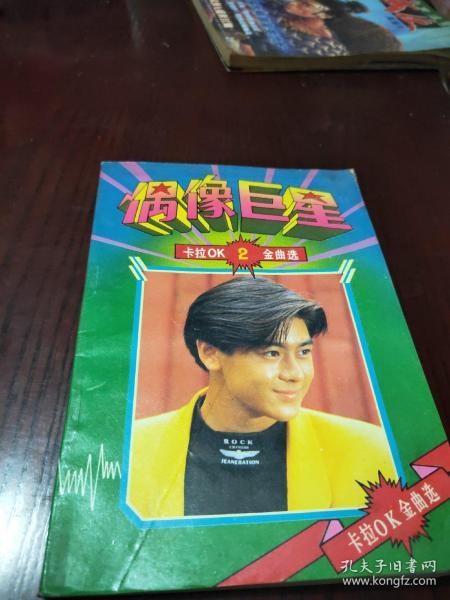 偶像巨星
卡拉OK 2 金曲选
ROCK
JEANERATION
卡拉OK金曲选
孔夫子旧书网
www.kongfz.com